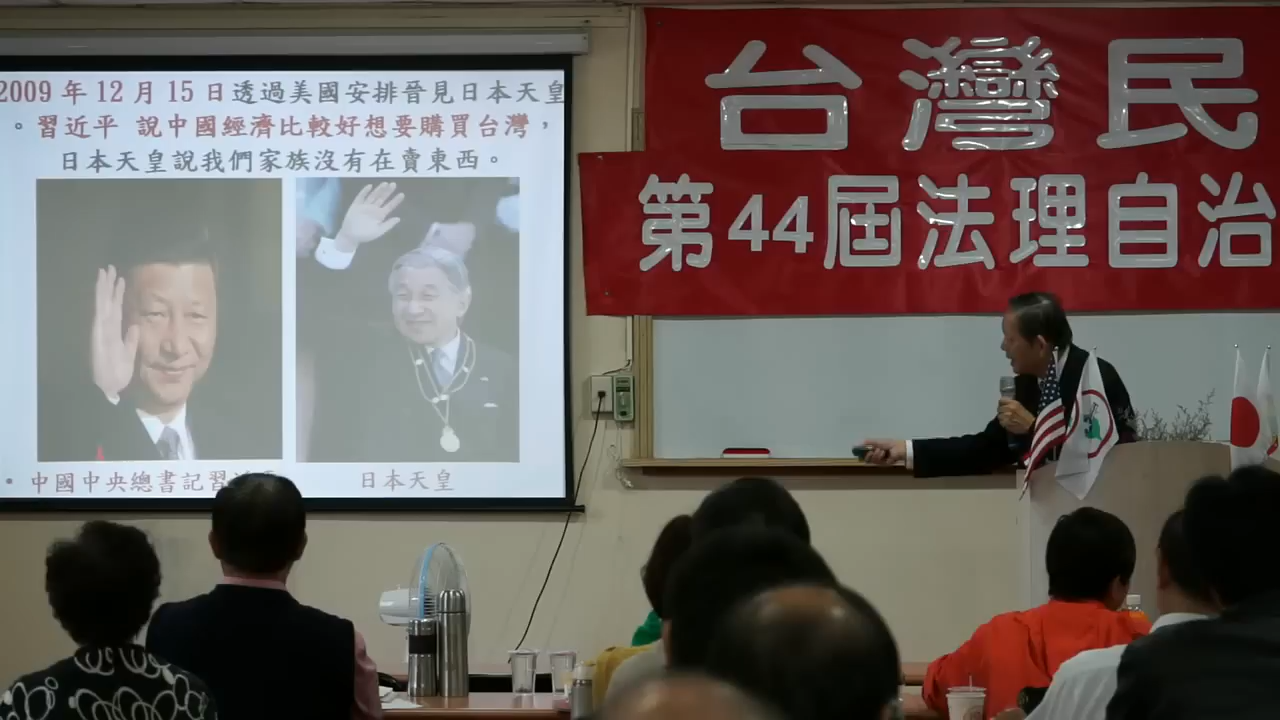 2009 年 12 月 15 日透過美國安排晉見日本天皇
。習近平 說中國經濟比較好想要購買台灣，
日本天皇說我們家族沒有在賣東西。
• 中國中央總書記習近平
日本天皇
台灣民
第44屆法理自治